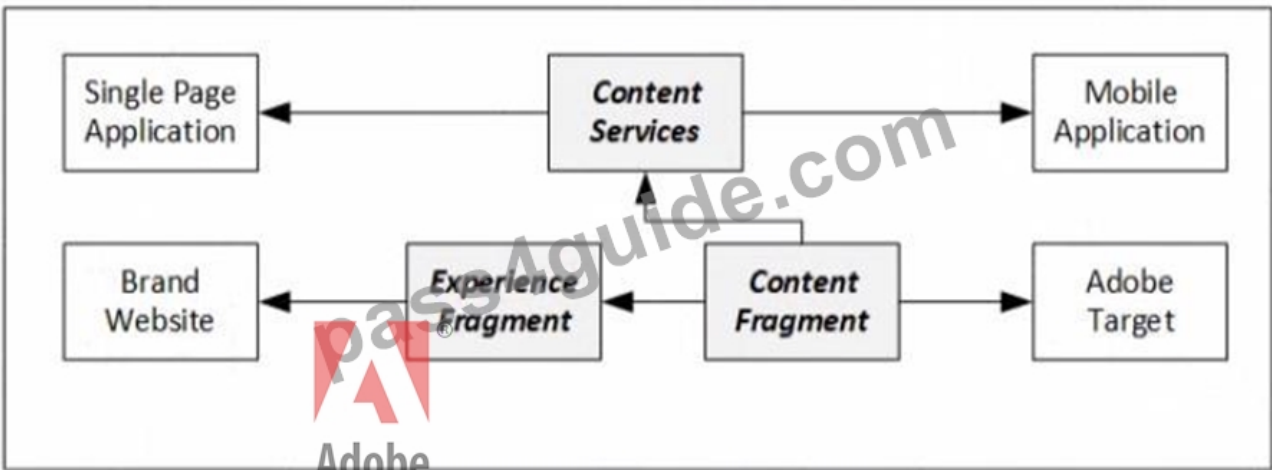 Single Page
Application
Content
Services
Mobile
Application
Brand
Website
Experience
Fragment
Content
Fragment
Adobe
Target
pass4guide.com
®
Adobe